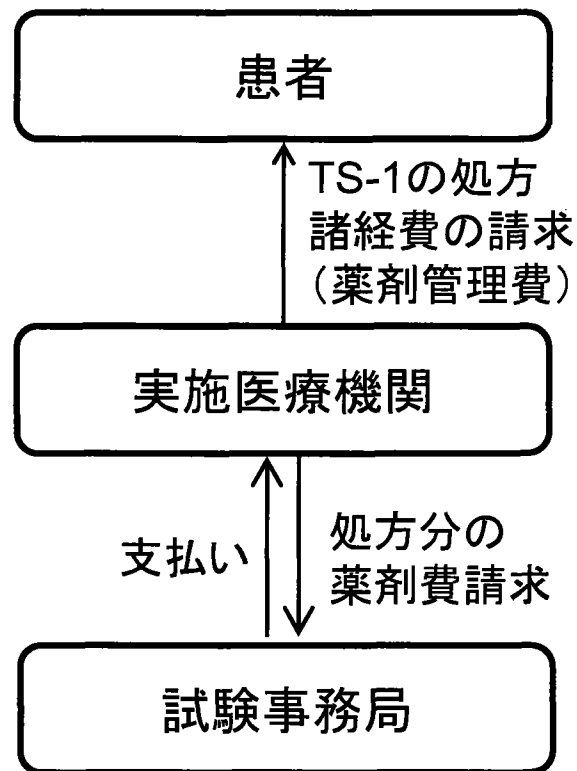 患者
TS-1の処方
諸経費の請求
（薬剤管理費）
実施医療機関
支払い
処方分の
薬剤費請求
試験事務局